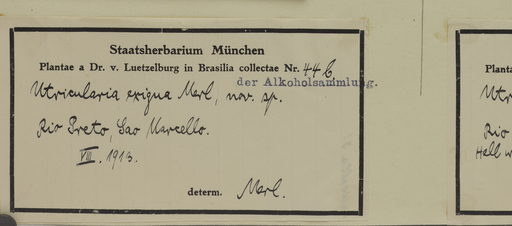 Staatsherbarium München
Plantae a Dr. v. Luetzelburg in Brasilia collectae Nr. 44b
der Alkoholsammlung.
Utricularia exigua Merl, nov. sp.
Rio Preto, Sao Marcello.
VIII. 1913.
determ. Merl.
Planta
Utr
Rio
Hell w